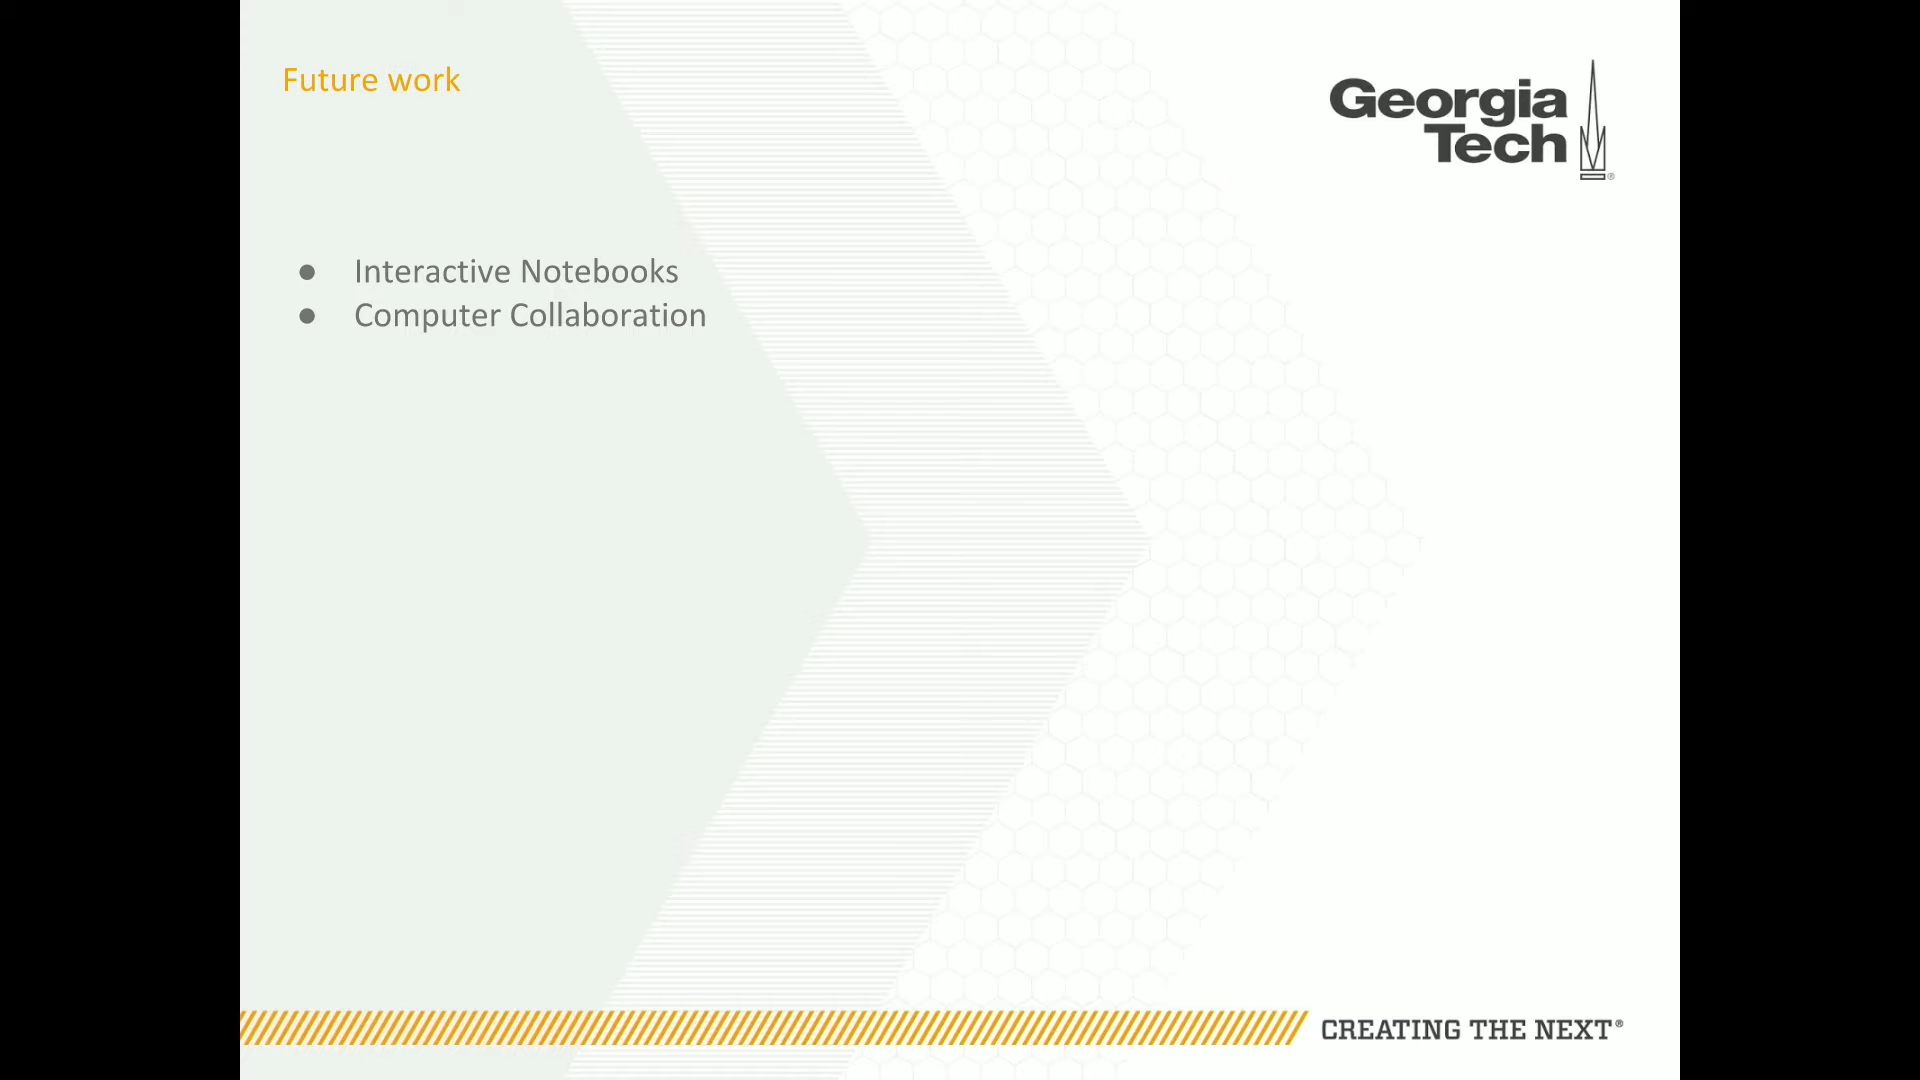 Future work
Georgia
Tech
®
● Interactive Notebooks
● Computer Collaboration
CREATING THE NEXT®